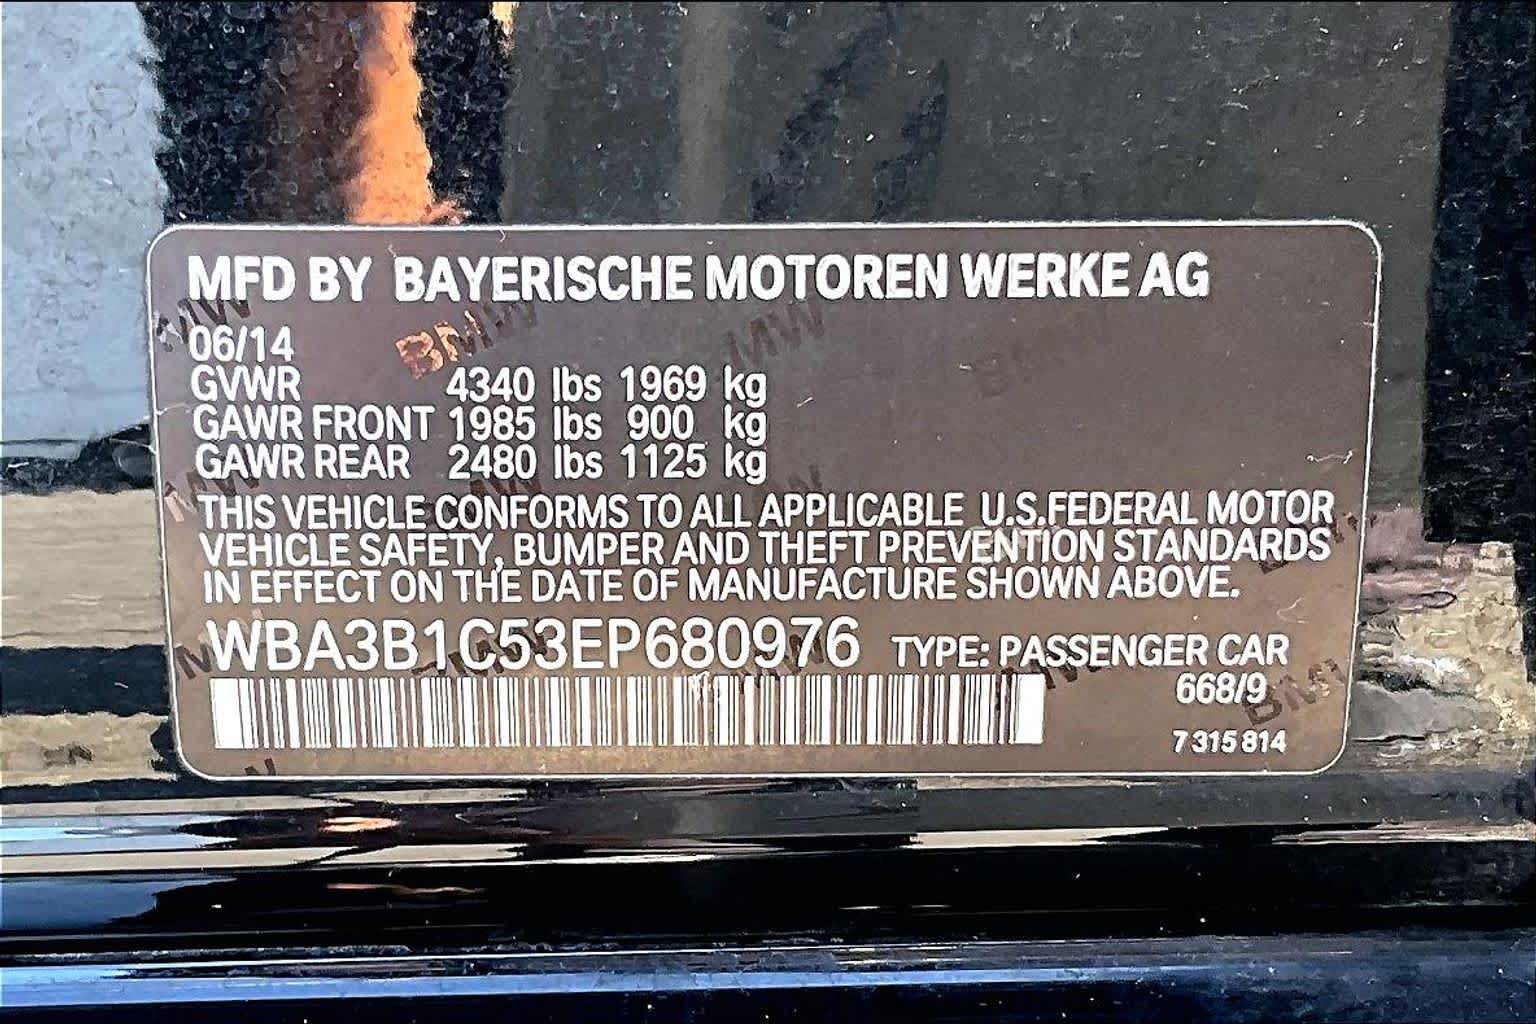 MFD BY BAYERISCHE MOTOREN WERKE AG
06/14
GVWR 4340 lbs 1969 kg
GAWR FRONT 1985 lbs 900 kg
GAWR REAR 2480 lbs 1125 kg
THIS VEHICLE CONFORMS TO ALL APPLICABLE U.S.FEDERAL MOTOR
VEHICLE SAFETY, BUMPER AND THEFT PREVENTION STANDARDS
IN EFFECT ON THE DATE OF MANUFACTURE SHOWN ABOVE.
WBA3B1C53EP680976 TYPE: PASSENGER CAR
668/9
7 315 814